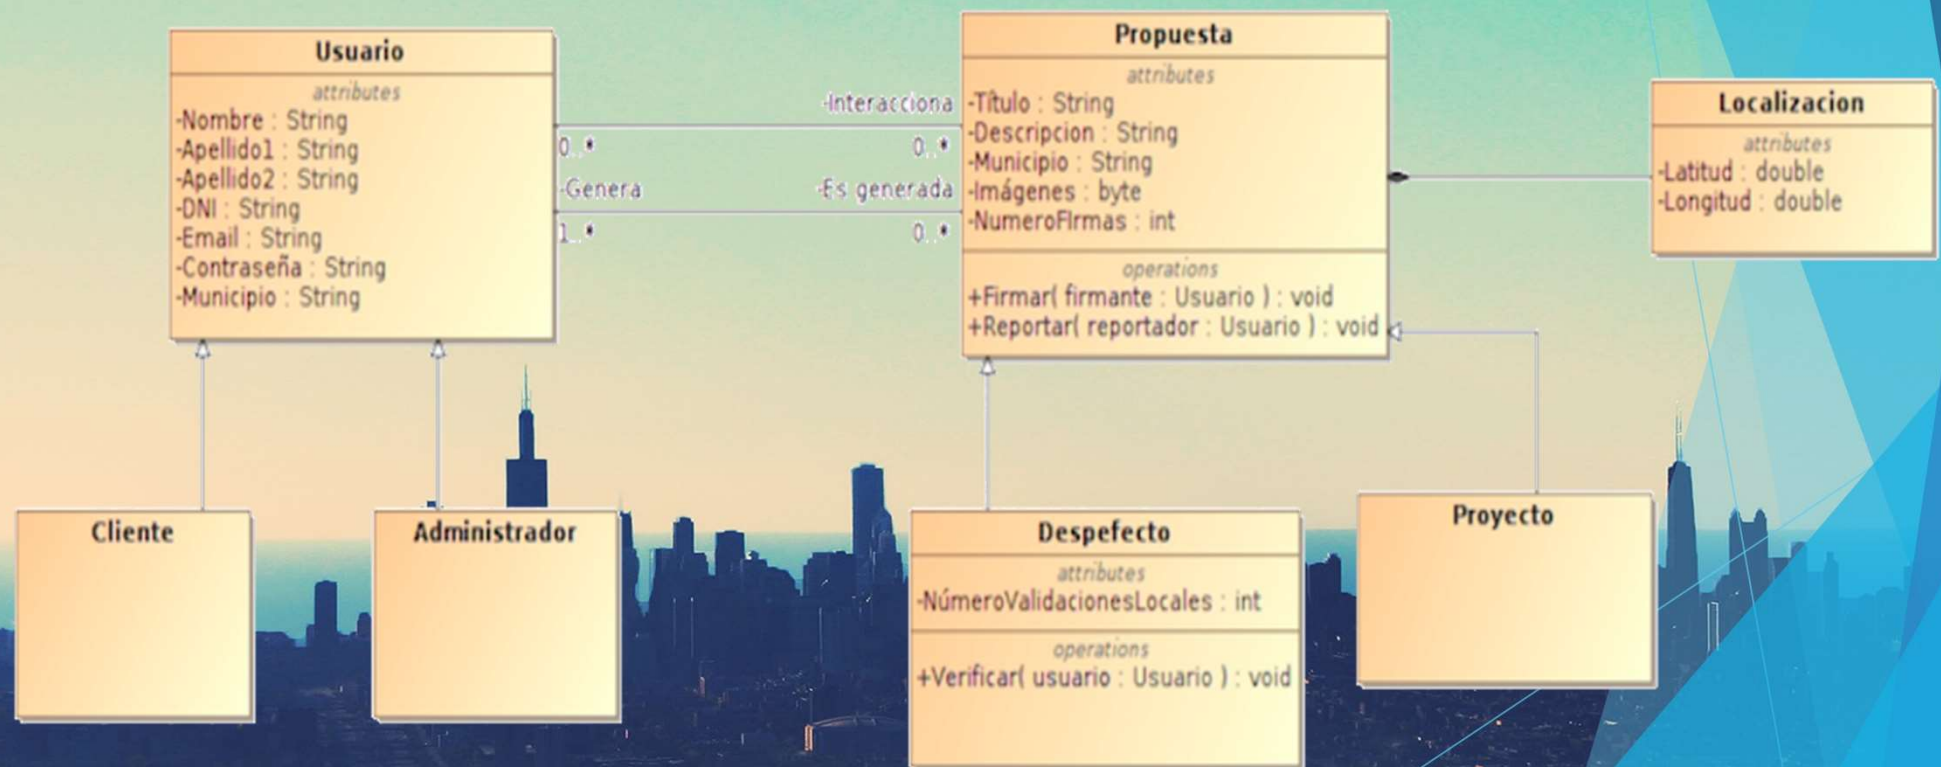 Usuario
attributes
-Nombre : String
-Apellido1 : String
-Apellido2 : String
-DNI : String
-Email : String
-Contraseña : String
-Municipio : String
-Interacciona
0..*
0..*
-Genera
-Es generada
1..*
0..*
Propuesta
attributes
-Título : String
-Descripcion : String
-Municipio : String
-Imágenes : byte
-NumeroFIrmas : int
operations
+Firmar( firmante : Usuario ) : void
+Reportar( reportador : Usuario ) : void
Localizacion
attributes
-Latitud : double
-Longitud : double
Cliente
Administrador
Despefecto
attributes
-NúmeroValidacionesLocales : int
operations
+Verificar( usuario : Usuario ) : void
Proyecto